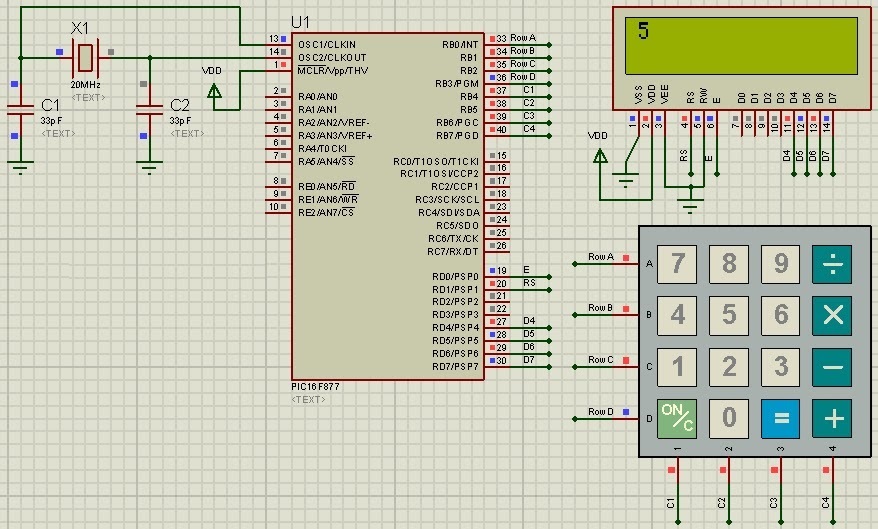 U1
X1
20MHz
<TEXT>
C1
33pF
<TEXT>
C2
33pF
<TEXT>
VDD
13 OSC1/CLKIN
14 OSC2/CLKOUT
1 MCLR/Vpp/THV
2 RA0/AN0
3 RA1/AN1
4 RA2/AN2/VREF-
5 RA3/AN3/VREF+
6 RA4/T0CKI
7 RA5/AN4/SS
8 RE0/AN5/RD
9 RE1/AN6/WR
10 RE2/AN7/CS
RB0/INT 33 Row A
RB1 34 Row B
RB2 35 Row C
RB3/PGM 36 Row D
RB4 37 C1
RB5 38 C2
RB6/PGC 39 C3
RB7/PGD 40 C4
RC0/T1OSO/T1CKI 15
RC1/T1OSI/CCP2 16
RC2/CCP1 17
RC3/SCK/SCL 18
RC4/SDI/SDA 23
RC5/SDO 24
RC6/TX/CK 25
RC7/RX/DT 26
RD0/PSP0 19 E
RD1/PSP1 20 RS
RD2/PSP2 21
RD3/PSP3 22
RD4/PSP4 27 D4
RD5/PSP5 28 D5
RD6/PSP6 29 D6
RD7/PSP7 30 D7
PIC16F877
<TEXT>
5
VSS VDD VEE RS RW E D0 D1 D2 D3 D4 D5 D6 D7
1 2 3 4 5 6 7 8 9 10 11 12 13 14
VDD
RS E D4 D5 D6 D7
Row A A 7 8 9 ÷
Row B B 4 5 6 ×
Row C C 1 2 3 −
Row D D ON/C 0 = +
1 2 3 4
C1 C2 C3 C4